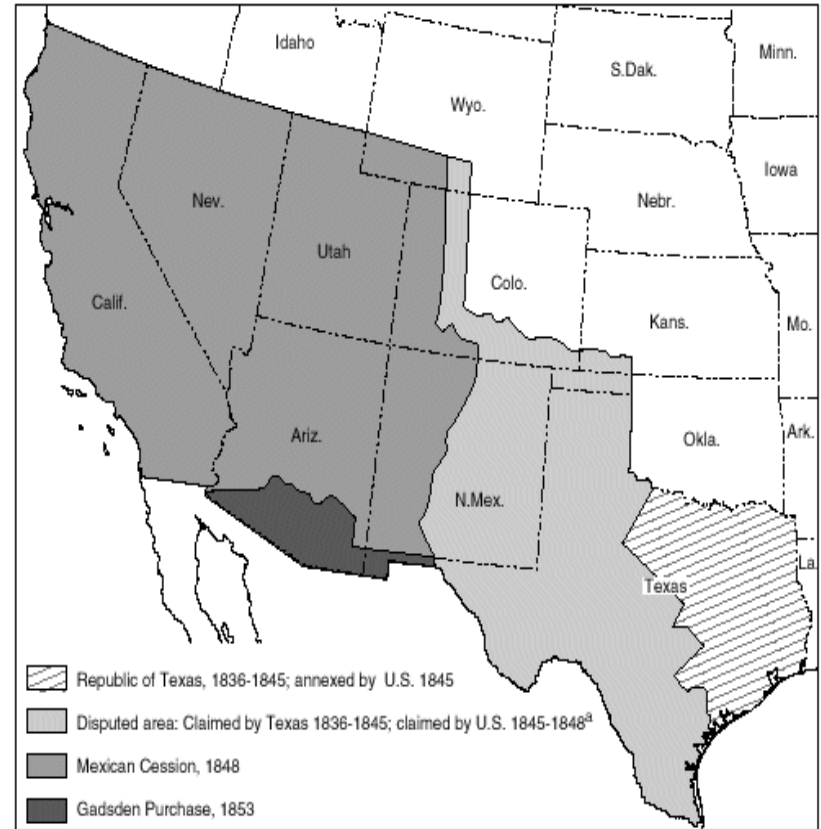 Idaho
Minn.
S.Dak.
Wyo.
Iowa
Nev.
Nebr.
Utah
Colo.
Calif.
Kans.
Mo.
Ariz.
Okla.
Ark.
N.Mex.
La.
Texas
Republic of Texas, 1836-1845; annexed by U.S. 1845
Disputed area: Claimed by Texas 1836-1845; claimed by U.S. 1845-1848a
Mexican Cession, 1848
Gadsden Purchase, 1853